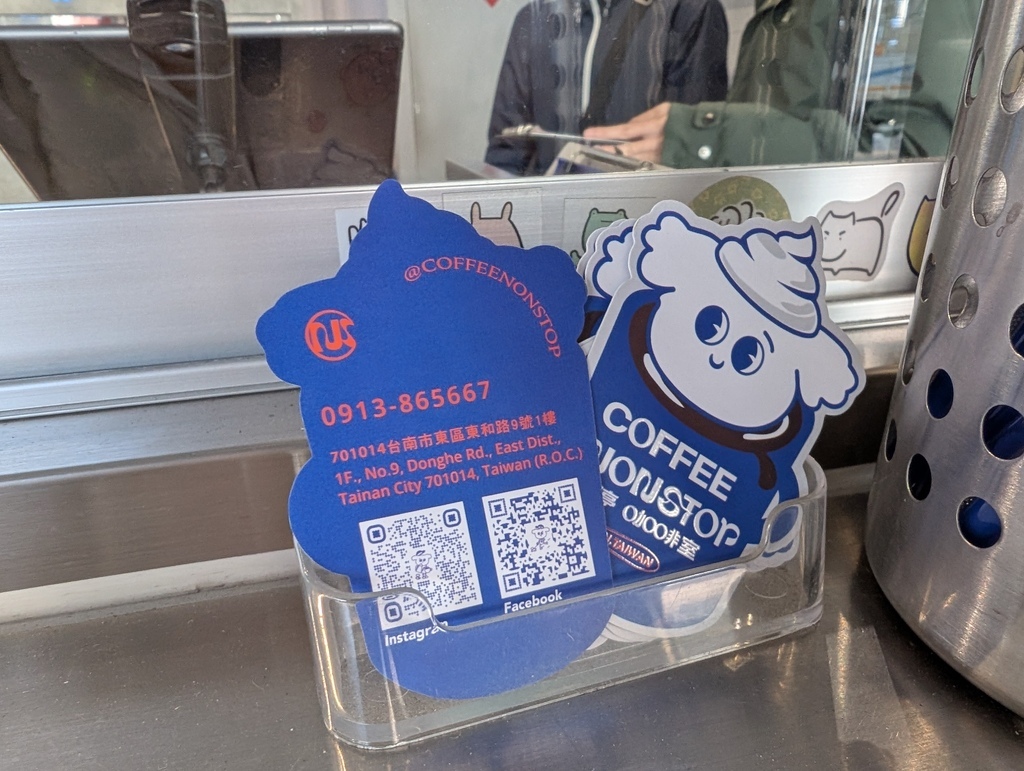 @COFFEENONSTOP
0913-865667
701014台南市東區東和路9號1樓
1F., No.9, Donghe Rd., East Dist.,
Tainan City 701014, Taiwan (R.O.C.)
Facebook
COFFEE
NONSTOP
TAIWAN